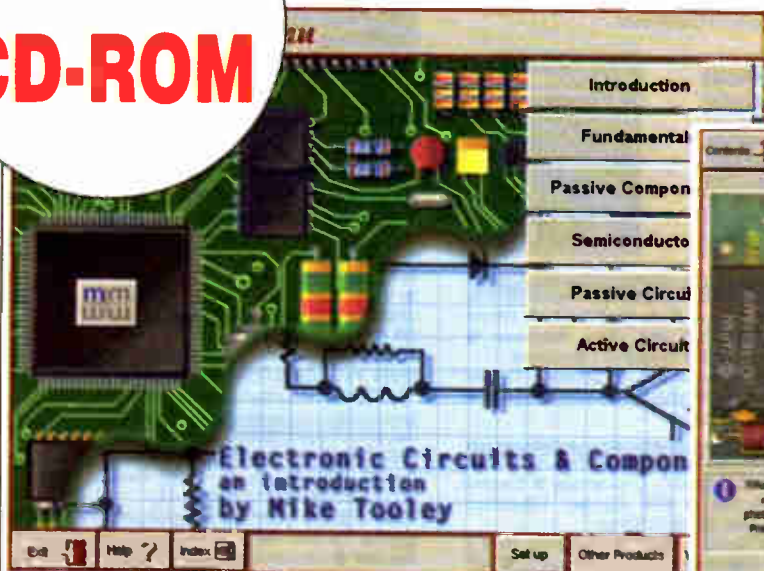 CD-ROM
Introduction
Fundamental
Passive Compon
Semiconducto
Passive Circui
Active Circuit
Contents
mm
Electronic Circuits & Compon
an introduction
by Mike Tooley
Exit
Help ?
Index
Set up
Other Products